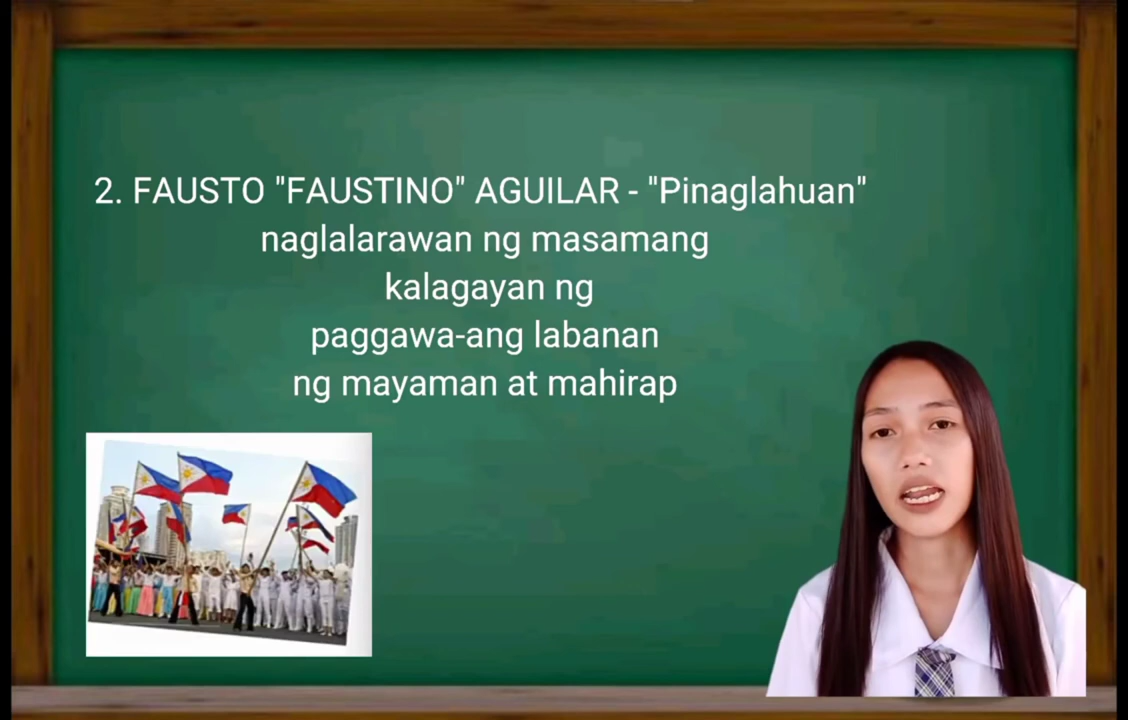 2. FAUSTO "FAUSTINO" AGUILAR - "Pinaglahuan"
naglalarawan ng masamang
kalagayan ng
paggawa-ang labanan
ng mayaman at mahirap